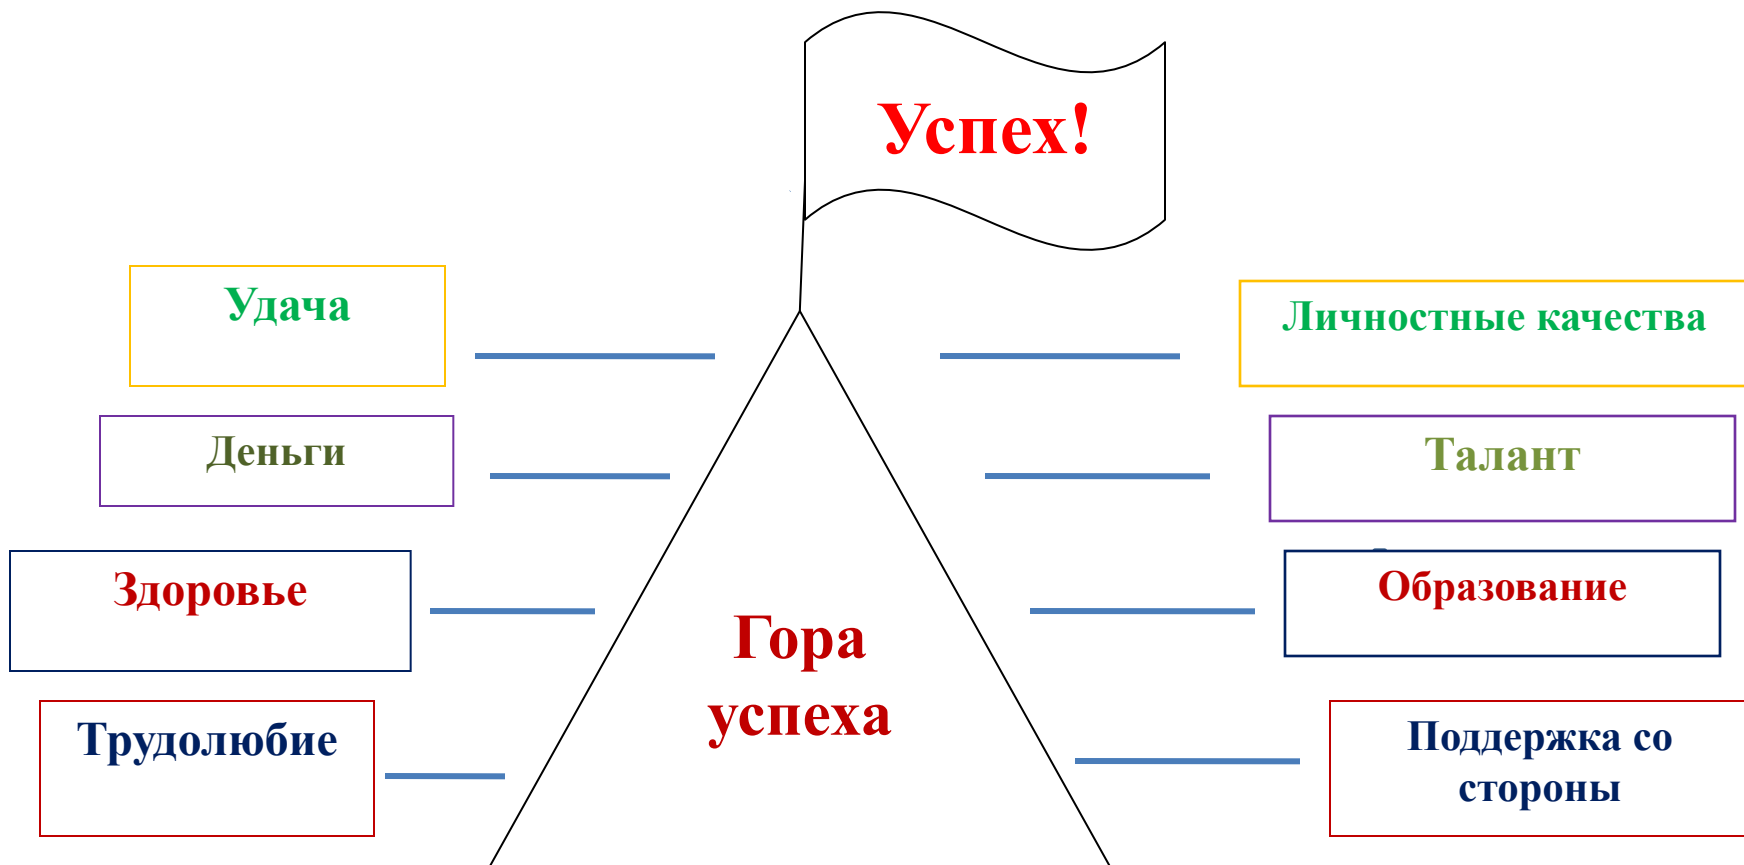 Успех!
Удача
Личностные качества
Деньги
Талант
Здоровье
Образование
Гора
успеха
Трудолюбие
Поддержка со
стороны